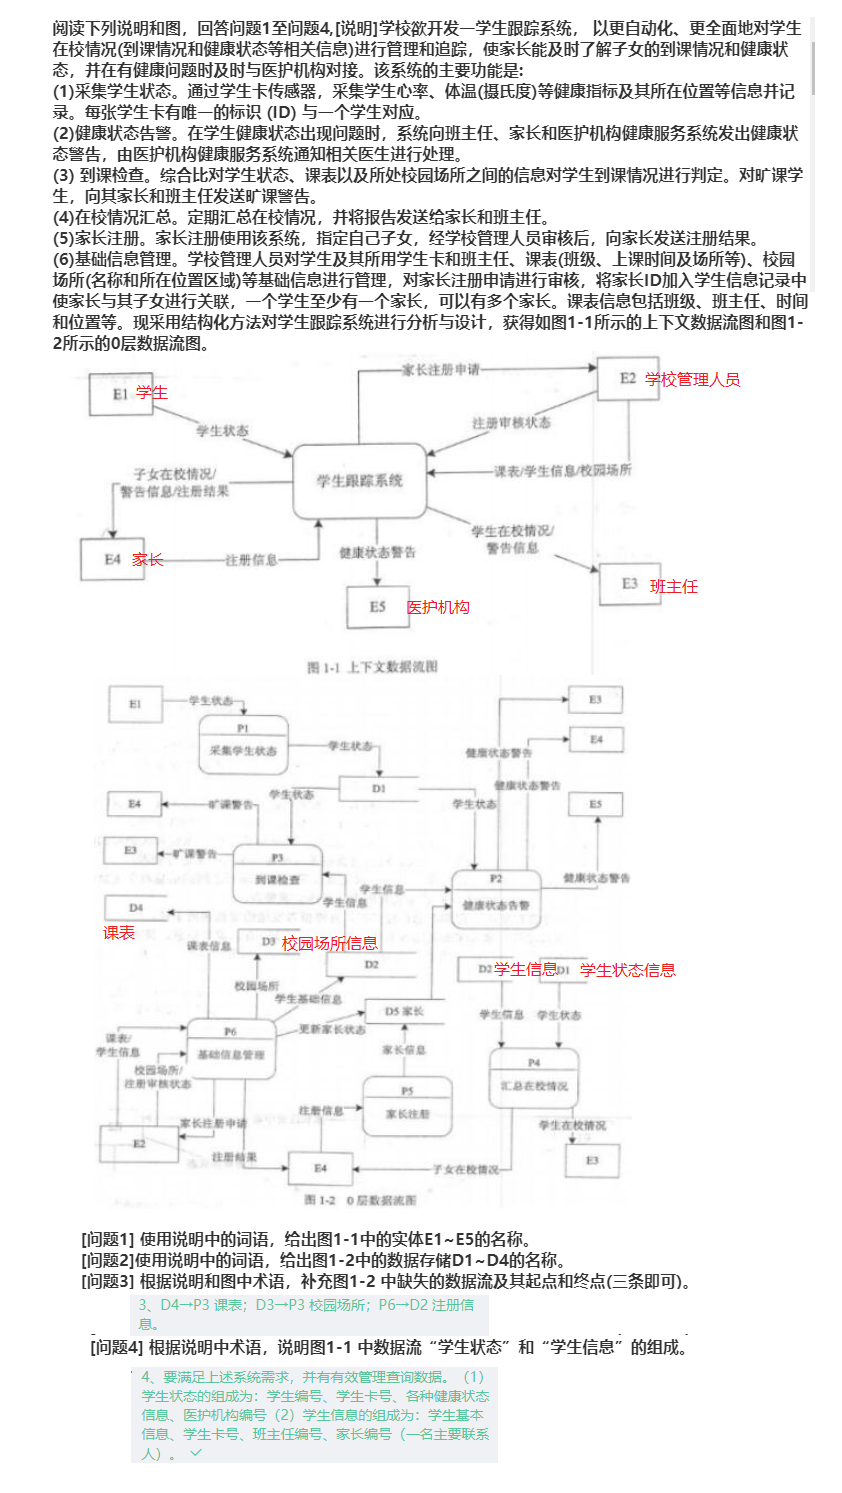 阅读下列说明和图，回答问题1至问题4,[说明]学校欲开发一学生跟踪系统， 以更自动化、更全面地对学生
在校情况(到课情况和健康状态等相关信息)进行管理和追踪，使家长能及时了解子女的到课情况和健康状
态，并在有健康问题时及时与医护机构对接。该系统的主要功能是:
(1)采集学生状态。通过学生卡传感器，采集学生心率、体温(摄氏度)等健康指标及其所在位置等信息并记
录。每张学生卡有唯一的标识 (ID) 与一个学生对应。
(2)健康状态告警。在学生健康状态出现问题时，系统向班主任、家长和医护机构健康服务系统发出健康状
态警告，由医护机构健康服务系统通知相关医生进行处理。
(3) 到课检查。综合比对学生状态、课表以及所处校园场所之间的信息对学生到课情况进行判定。对旷课学
生，向其家长和班主任发送旷课警告。
(4)在校情况汇总。定期汇总在校情况，并将报告发送给家长和班主任。
(5)家长注册。家长注册使用该系统，指定自己子女，经学校管理人员审核后，向家长发送注册结果。
(6)基础信息管理。学校管理人员对学生及其所用学生卡和班主任、课表(班级、上课时间及场所等)、校园
场所(名称和所在位置区域)等基础信息进行管理，对家长注册申请进行审核，将家长ID加入学生信息记录中
使家长与其子女进行关联，一个学生至少有一个家长，可以有多个家长。课表信息包括班级、班主任、时间
和位置等。现采用结构化方法对学生跟踪系统进行分析与设计，获得如图1-1所示的上下文数据流图和图1-
2所示的0层数据流图。
家长注册申请
E1 学生
E2 学校管理人员
学生状态
注册审核状态
子女在校情况/
警告信息/注册结果
学生跟踪系统
课表/学生信息/校园场所
E4 家长
注册信息
健康状态警告
学生在校情况/
警告信息
E3 班主任
E5 医护机构
图 1-1 上下文数据流图
E1
学生状态
E3
P1
采集学生状态
学生状态
E4
健康状态警告
D1
健康状态警告
学生状态
学生状态
E4
旷课警告
E5
E3
旷课警告
P3
到课检查
P2
健康状态告警
健康状态警告
学生信息
学生信息
D4
课表
课表信息
D3 校园场所信息
D2
D2 学生信息
D1 学生状态信息
校园场所
学生基础信息
D5 家长
学生信息
学生状态
P6
基础信息管理
更新家长状态
课表/
学生信息
家长信息
校园场所/
注册审核状态
P4
汇总在校情况
P5
家长注册
注册信息
家长注册申请
学生在校情况
E2
注册结果
E4
子女在校情况
E3
图 1-2 0 层数据流图
[问题1] 使用说明中的词语，给出图1-1中的实体E1~E5的名称。
[问题2]使用说明中的词语，给出图1-2中的数据存储D1~D4的名称。
[问题3] 根据说明和图中术语，补充图1-2 中缺失的数据流及其起点和终点(三条即可)。
3、D4→P3 课表；D3→P3 校园场所；P6→D2 注册信
息。
[问题4] 根据说明中术语，说明图1-1 中数据流“学生状态”和“学生信息”的组成。
4、要满足上述系统需求，并有有效管理查询数据。（1）
学生状态的组成为：学生编号、学生卡号、各种健康状态
信息、医护机构编号（2）学生信息的组成为：学生基本
信息、学生卡号、班主任编号、家长编号（一名主要联系
人）。 ✓